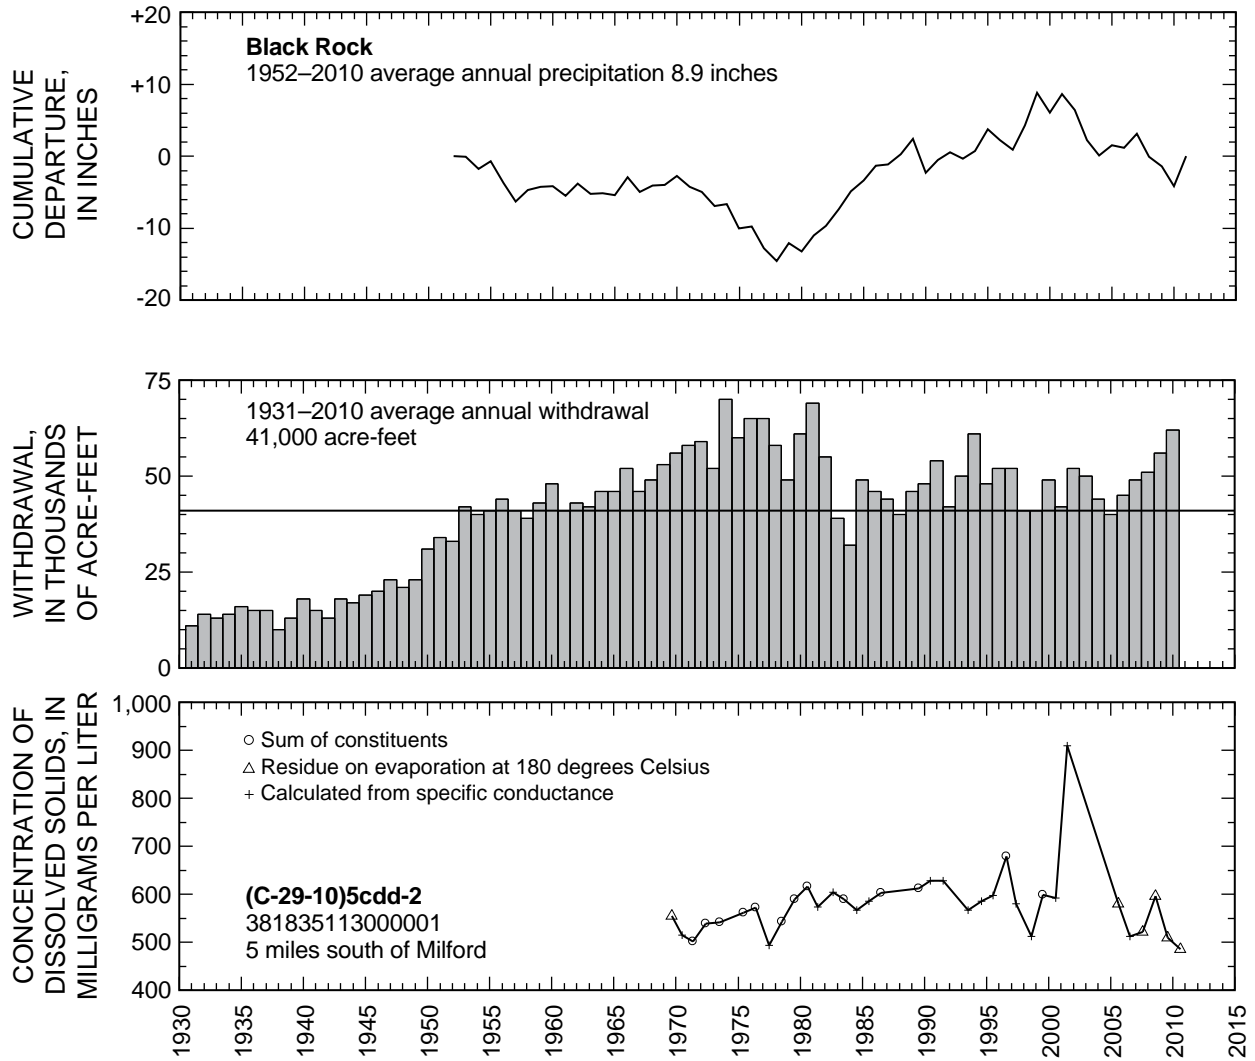 CUMULATIVE
DEPARTURE,
IN INCHES
+20
+10
0
-10
-20
Black Rock
1952–2010 average annual precipitation 8.9 inches
WITHDRAWAL,
IN THOUSANDS
OF ACRE-FEET
75
50
25
0
1931–2010 average annual withdrawal
41,000 acre-feet
CONCENTRATION OF
DISSOLVED SOLIDS, IN
MILLIGRAMS PER LITER
1,000
900
800
700
600
500
400
Sum of constituents
Residue on evaporation at 180 degrees Celsius
Calculated from specific conductance
(C-29-10)5cdd-2
381835113000001
5 miles south of Milford
1930
1935
1940
1945
1950
1955
1960
1965
1970
1975
1980
1985
1990
1995
2000
2005
2010
2015